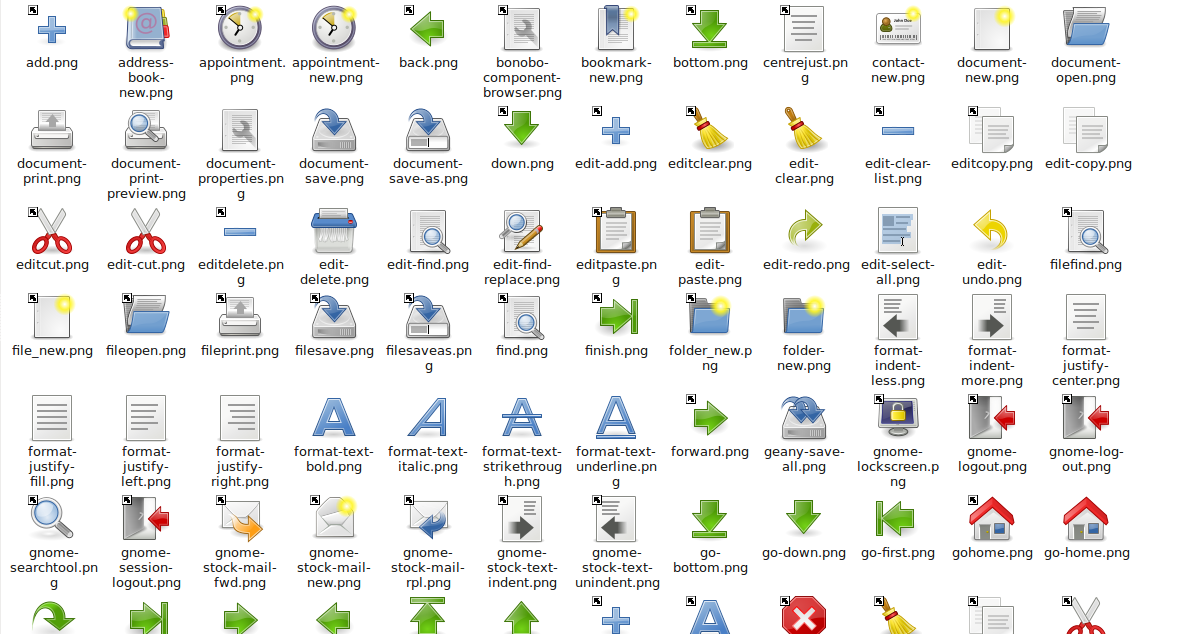 add.png
address-
book-
new.png
appointment.
png
appointment-
new.png
back.png
bonobo-
component-
browser.png
bookmark-
new.png
bottom.png
centrejust.pn
g
contact-
new.png
document-
new.png
document-
open.png
document-
print.png
document-
print-
preview.png
document-
properties.pn
g
document-
save.png
document-
save-as.png
down.png
edit-add.png
editclear.png
edit-
clear.png
edit-clear-
list.png
editcopy.png
edit-copy.png
editcut.png
edit-cut.png
editdelete.pn
g
edit-
delete.png
edit-find.png
edit-find-
replace.png
editpaste.pn
g
edit-
paste.png
edit-redo.png
edit-select-
all.png
edit-
undo.png
filefind.png
file_new.png
fileopen.png
fileprint.png
filesave.png
filesaveas.pn
g
find.png
finish.png
folder_new.p
ng
folder-
new.png
format-
indent-
less.png
format-
indent-
more.png
format-
justify-
center.png
format-
justify-
fill.png
format-
justify-
left.png
format-
justify-
right.png
format-text-
bold.png
format-text-
italic.png
format-text-
strikethroug
h.png
format-text-
underline.pn
g
forward.png
geany-save-
all.png
gnome-
lockscreen.p
ng
gnome-
logout.png
gnome-log-
out.png
gnome-
searchtool.pn
g
gnome-
session-
logout.png
gnome-
stock-mail-
fwd.png
gnome-
stock-mail-
new.png
gnome-
stock-mail-
rpl.png
gnome-
stock-text-
indent.png
gnome-
stock-text-
unindent.png
go-
bottom.png
go-down.png
go-first.png
gohome.png
go-home.png